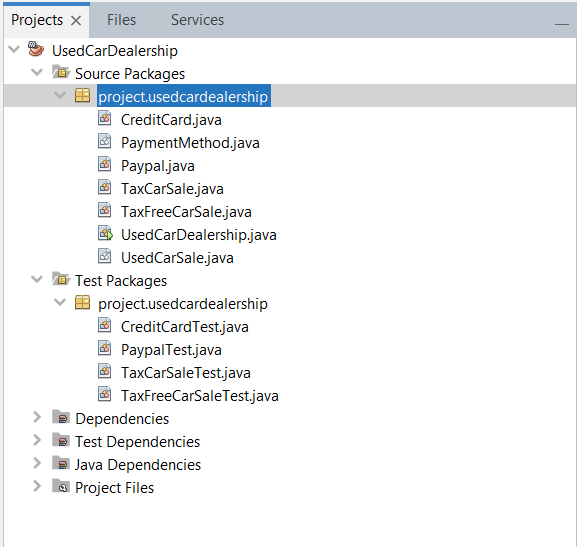 Projects Files Services
UsedCarDealership
Source Packages
project.usedcardealership
CreditCard.java
PaymentMethod.java
Paypal.java
TaxCarSale.java
TaxFreeCarSale.java
UsedCarDealership.java
UsedCarSale.java
Test Packages
project.usedcardealership
CreditCardTest.java
PaypalTest.java
TaxCarSaleTest.java
TaxFreeCarSaleTest.java
Dependencies
Test Dependencies
Java Dependencies
Project Files